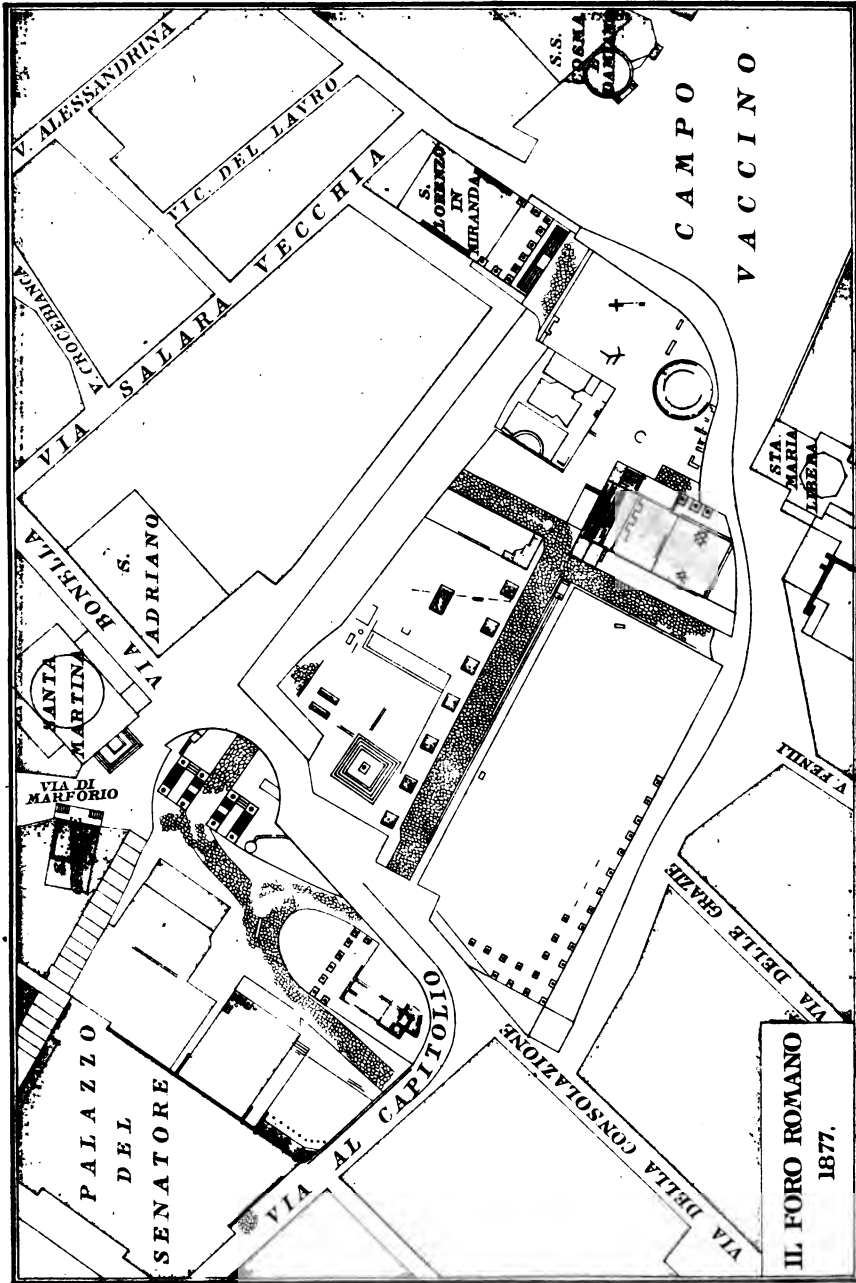 V. ALESSANDRINA
VIC. DEL LAVRO
VIA SALARA VECCHIA
V. CROCEBIANCA
S.S.
COSMA
E
DAMIANO
CAMPO
VACCINO
S.
LORENZO
IN
MIRANDA
VIA BONELLA
S.
ADRIANO
SANTA
MARTINA
VIA DI
MARFORIO
STA.
MARIA
LIBERA
V. FENILI
VIA DELLE GRAZIE
VIA
VIA DELLA CONSOLAZIONE
VIA AL CAPITOLIO
PALAZZO
DEL
SENATORE
IL FORO ROMANO
1877.